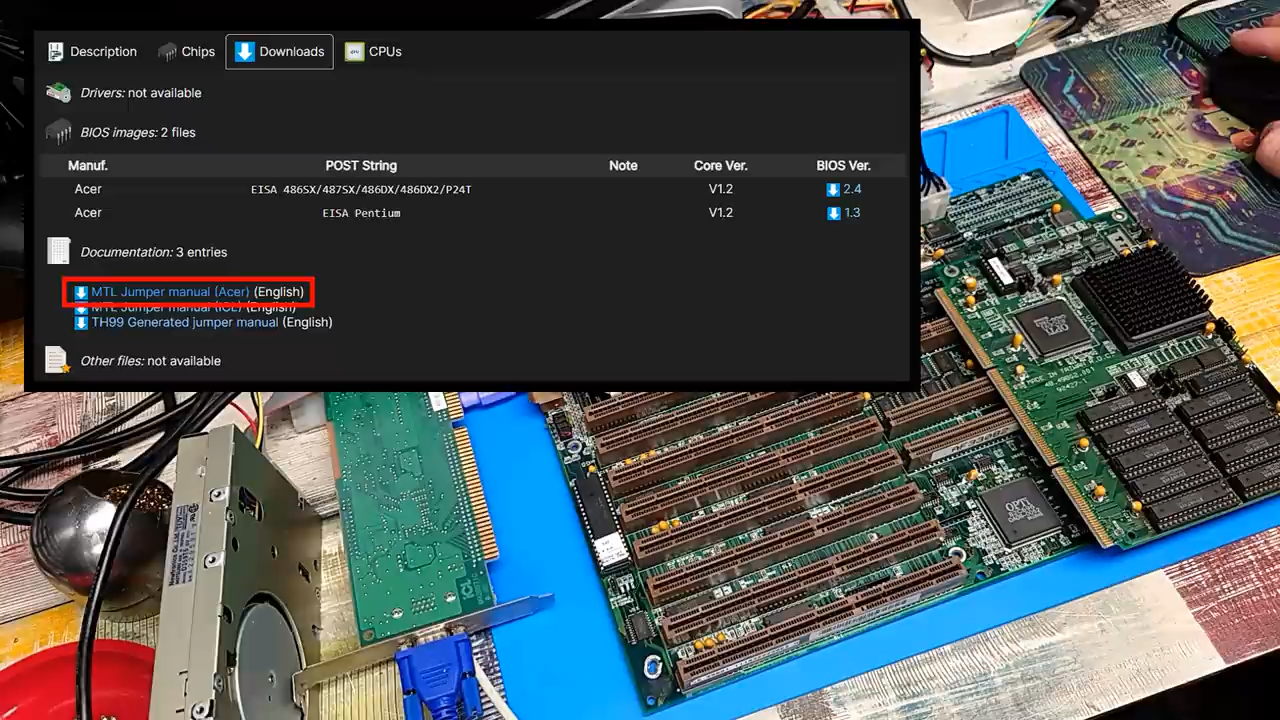 Description Chips Downloads CPUs
Drivers: not available
BIOS images: 2 files
Manuf. POST String Note Core Ver. BIOS Ver.
Acer EISA 486SX/487SX/486DX/486DX2/P24T V1.2 2.4
Acer EISA Pentium V1.2 1.3
Documentation: 3 entries
MTL Jumper manual (Acer) (English)
MTL Jumper manual (ICL) (English)
TH99 Generated jumper manual (English)
Other files: not available
OPTi